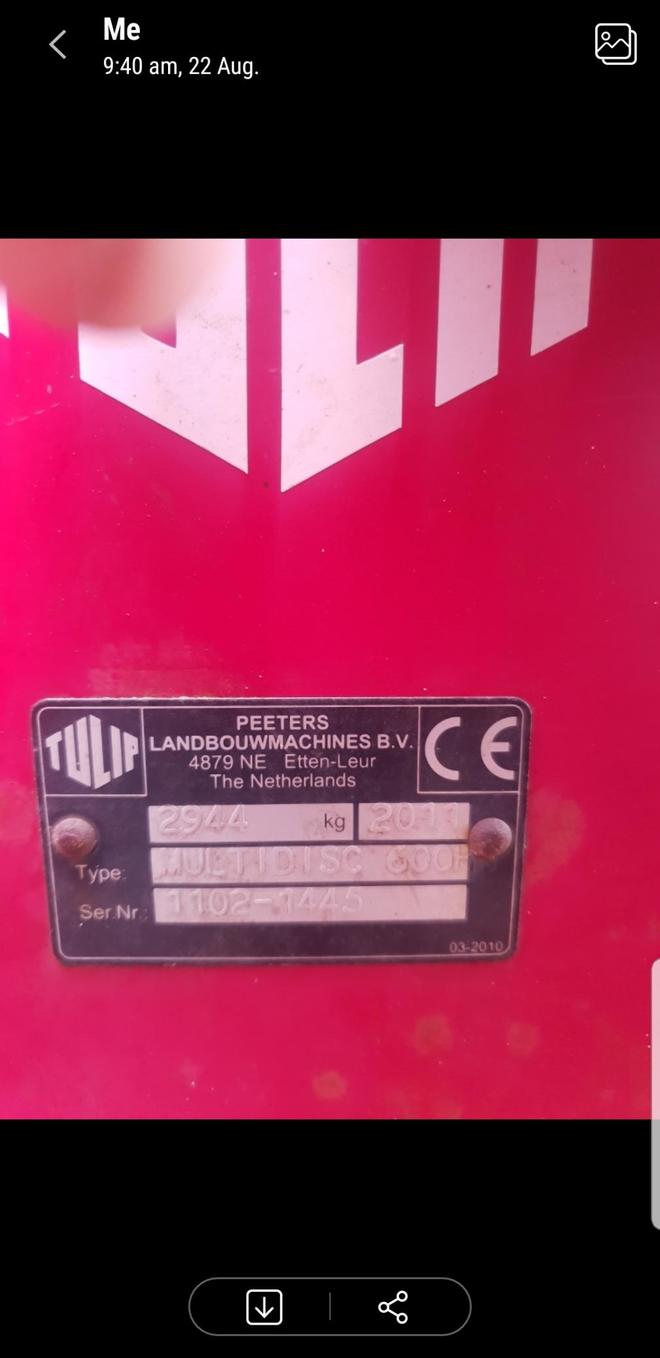 Me
9:40 am, 22 Aug.
TULIP
PEETERS
LANDBOUWMACHINES B.V.
4879 NE Etten-Leur
The Netherlands
CE
2944 kg 2011
Type: MULTIDISC 600H
Ser.Nr.: 1102-1445
03-2010